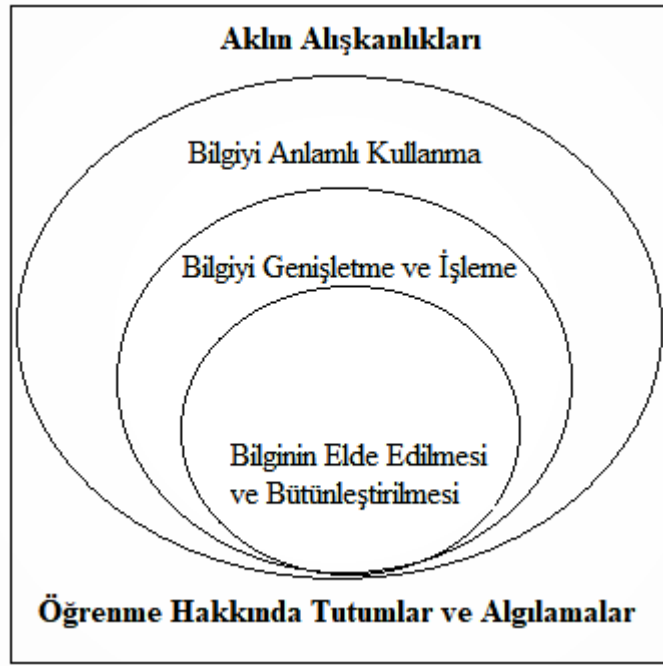 Aklın Alışkanlıkları
Bilgiyi Anlamlı Kullanma
Bilgiyi Genişletme ve İşleme
Bilginin Elde Edilmesi
ve Bütünleştirilmesi
Öğrenme Hakkında Tutumlar ve Algılamalar